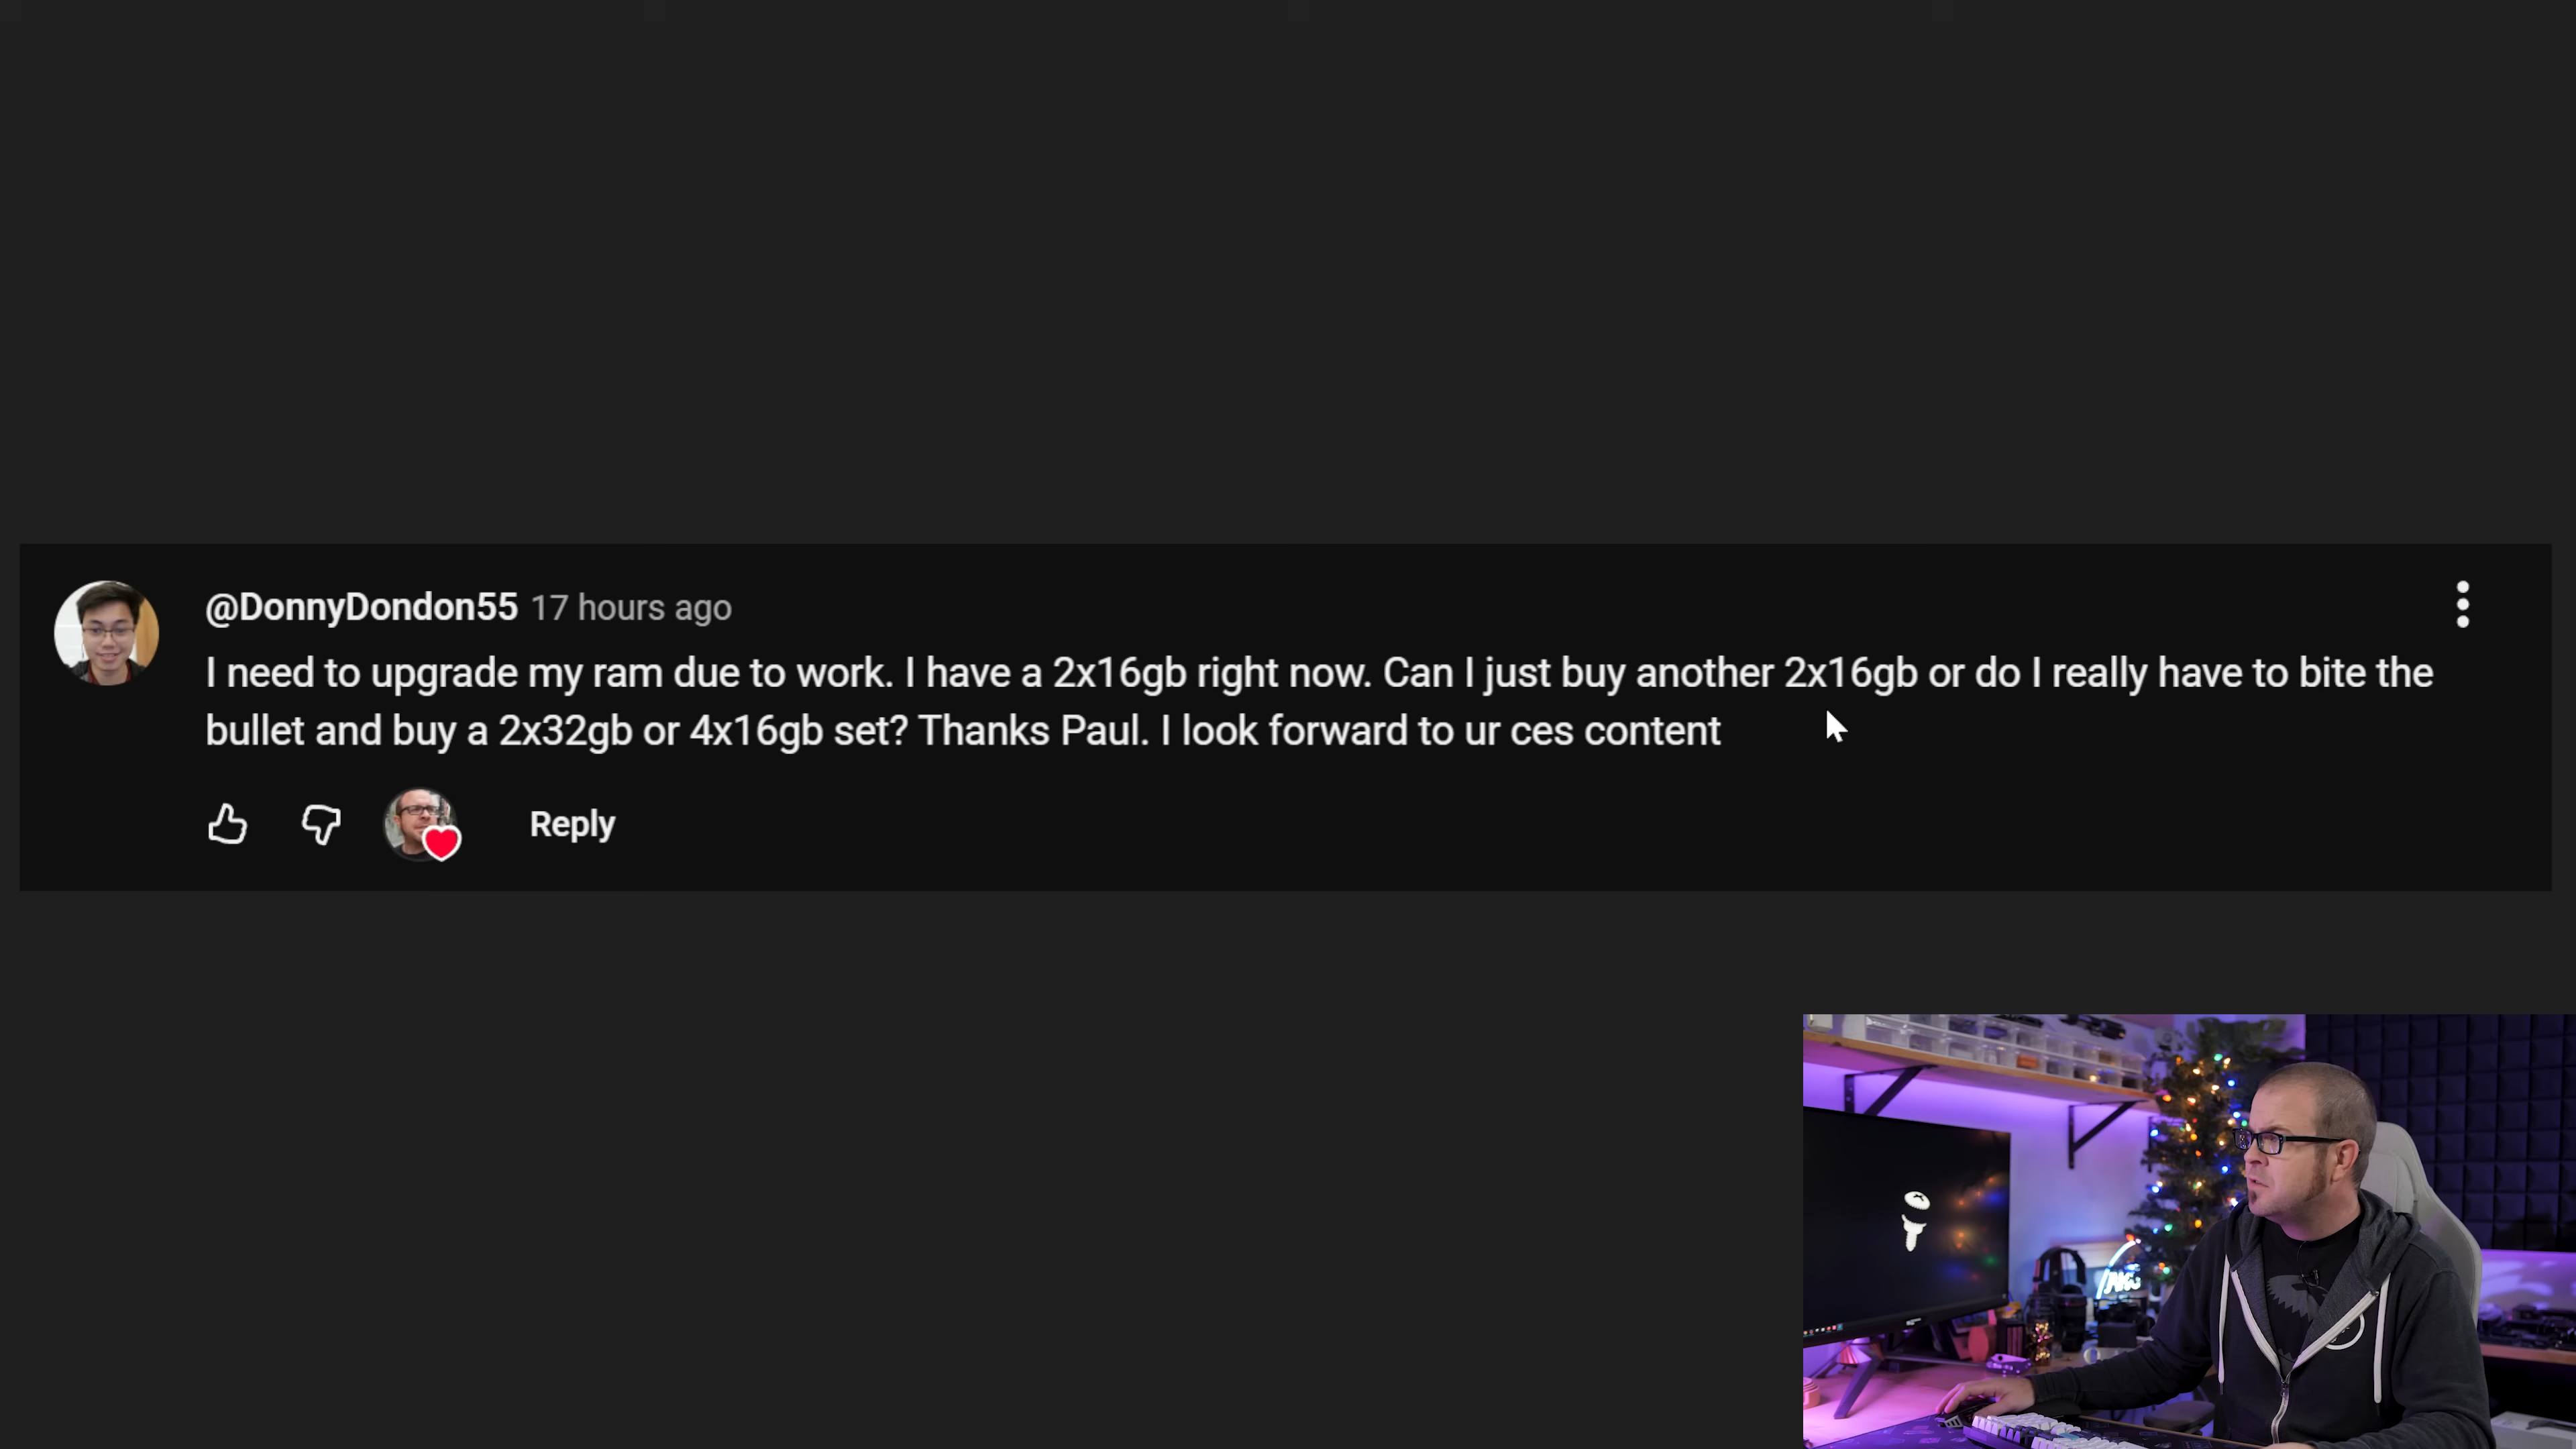 @DonnyDondon55 17 hours ago
I need to upgrade my ram due to work. I have a 2x16gb right now. Can I just buy another 2x16gb or do I really have to bite the
bullet and buy a 2x32gb or 4x16gb set? Thanks Paul. I look forward to ur ces content
Reply